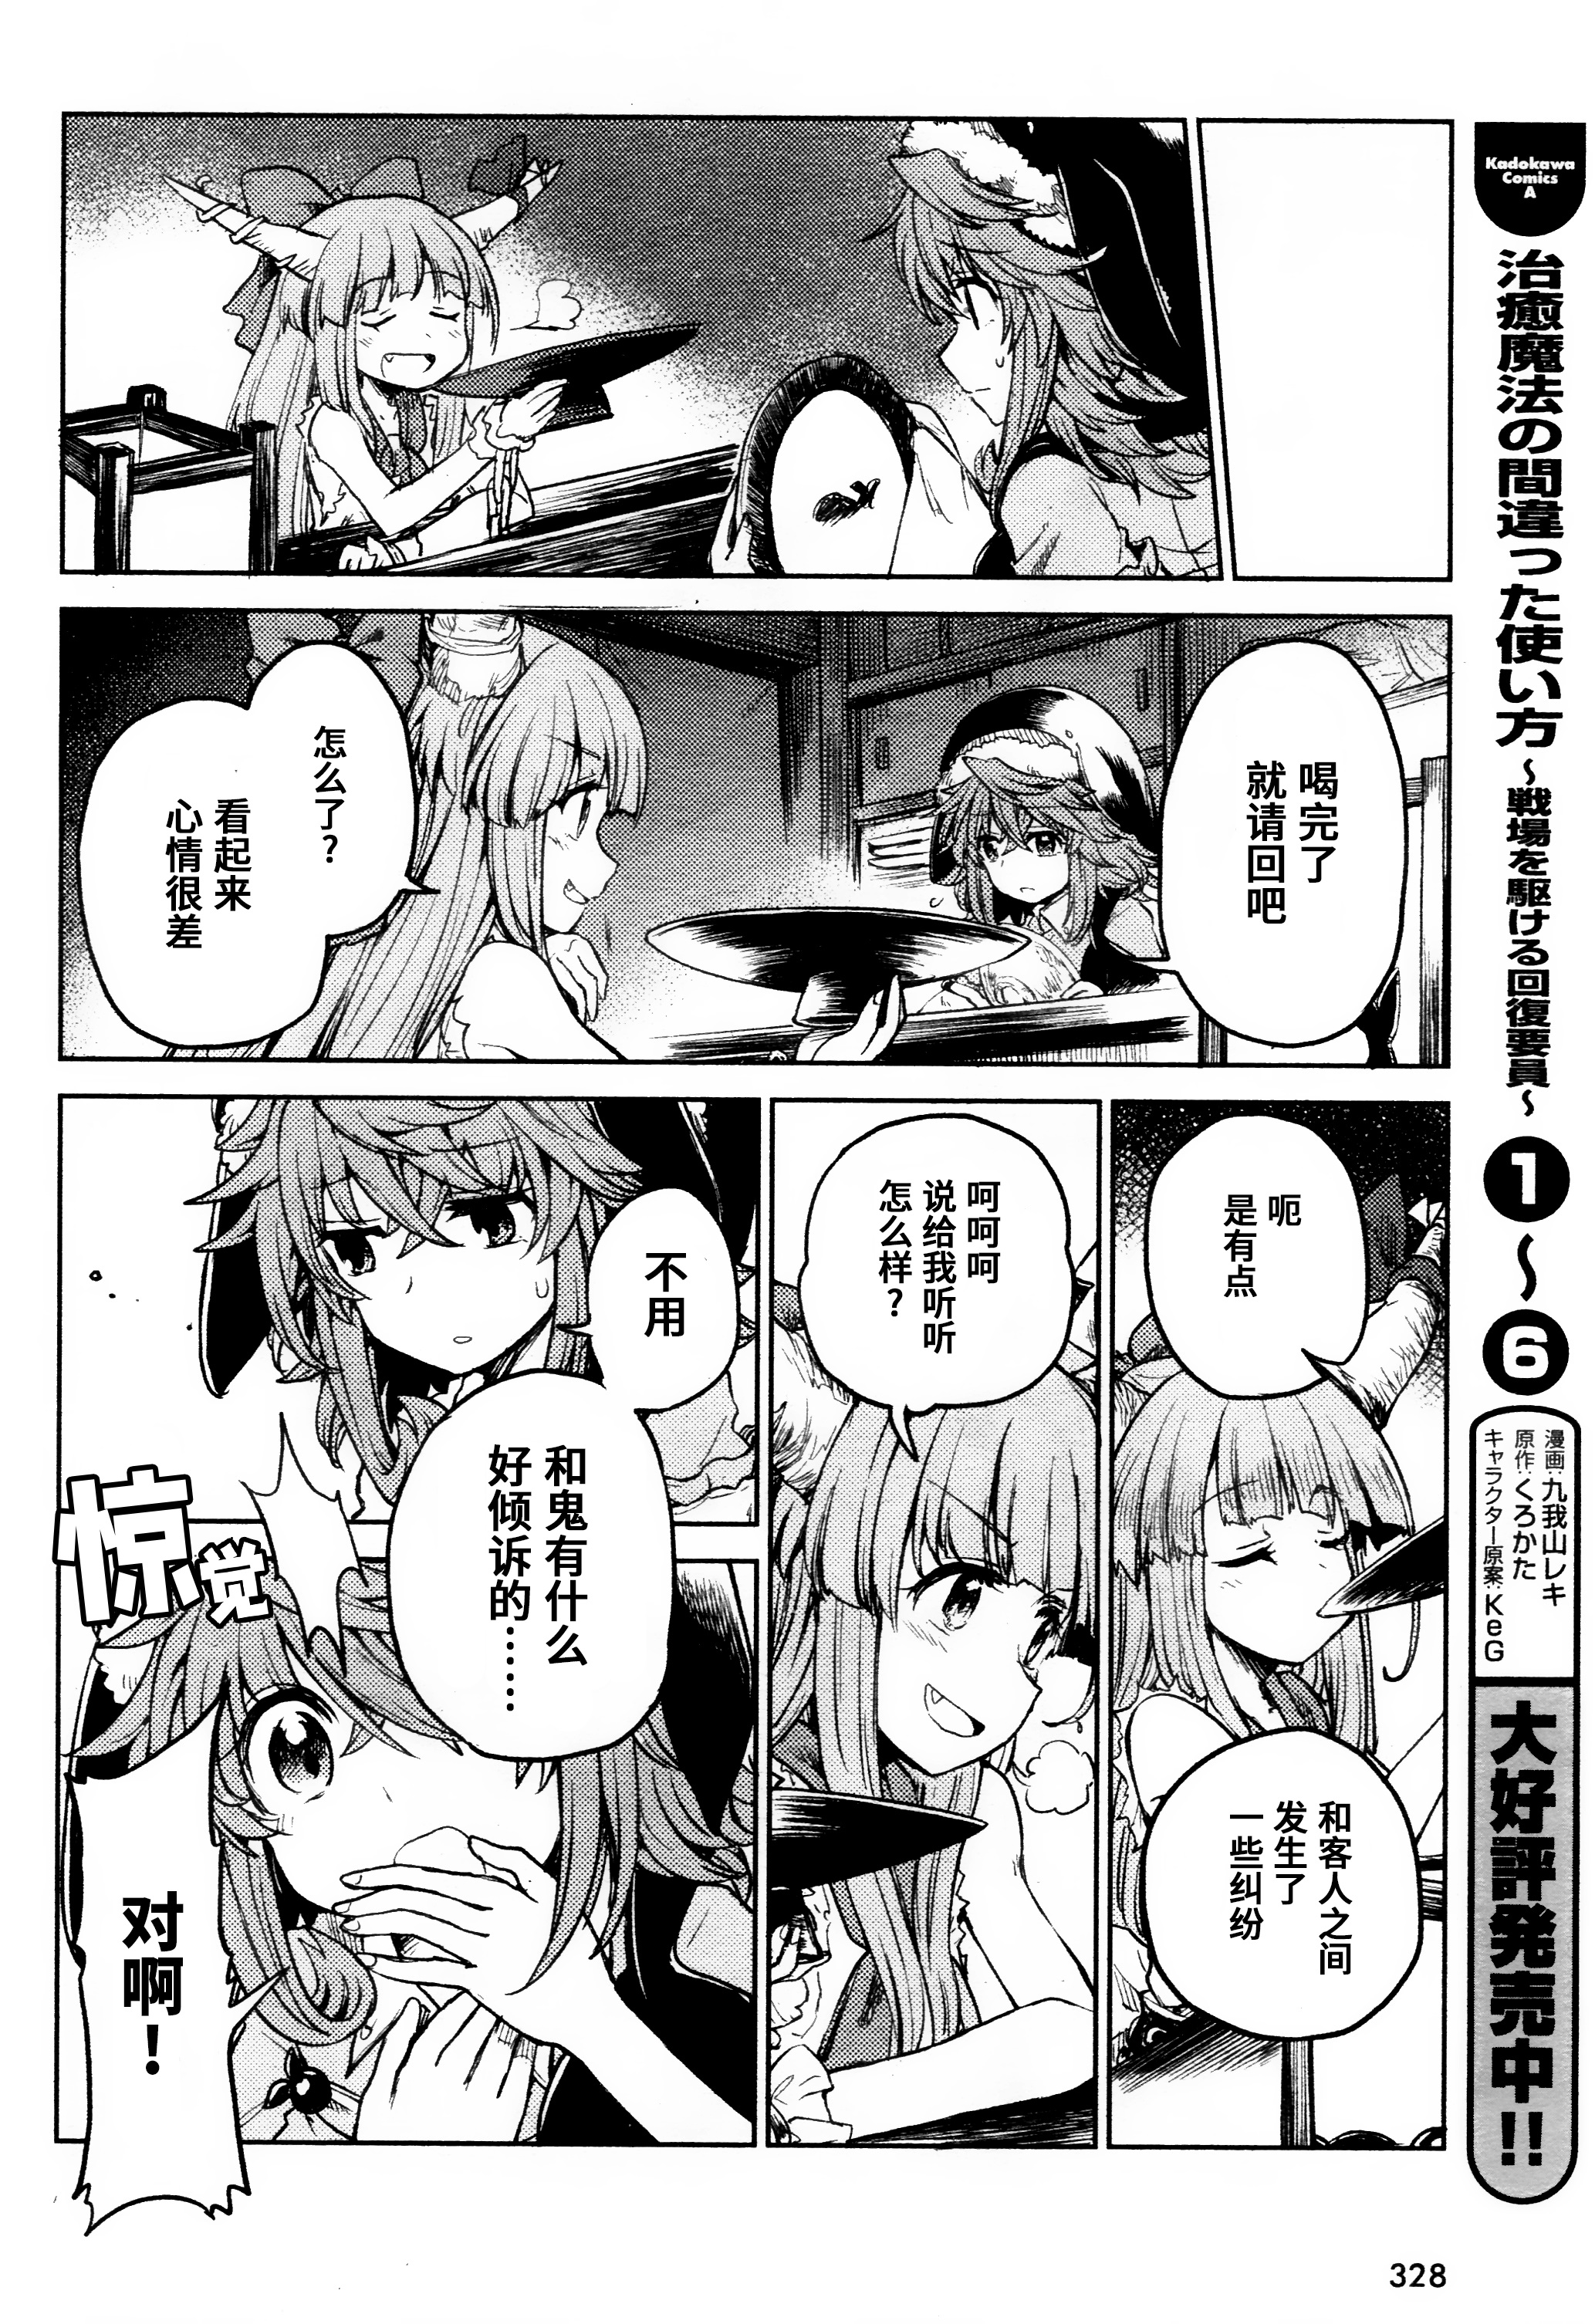 喝完了
就请回吧
怎么了？
看起来
心情很差
呃
是有点
和客人之间
发生了
一些纠纷
呵呵呵
说给我听听
怎么样？
不用
和鬼有什么
好倾诉的……
惊觉
对啊！
Kadokawa
Comics
A
治癒魔法の間違った使い方
～戦場を駆ける回復要員～
1～6
漫画：九我山レキ
原作：くろかた
キャラクター原案：KeG
大好評発売中!!
328